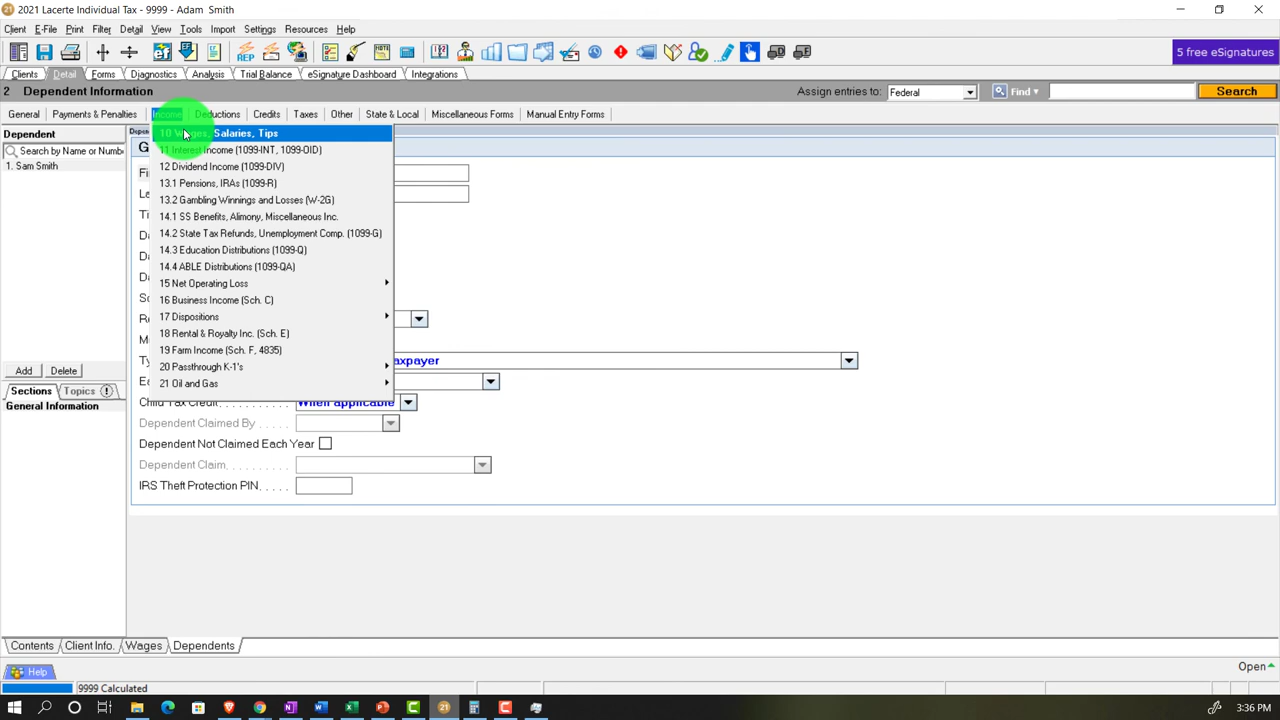 21 2021 Lacerte Individual Tax - 9999 - Adam Smith
Client E-File Print Filter Detail View Tools Import Settings Resources Help
REP
5 free eSignatures
Clients Detail Forms Diagnostics Analysis Trial Balance eSignature Dashboard Integrations
2 Dependent Information
Assign entries to: Federal
Find
Search
General Payments & Penalties Income Deductions Credits Taxes Other State & Local Miscellaneous Forms Manual Entry Forms
Dependent
Search by Name or Numbe
1. Sam Smith
10 Wages, Salaries, Tips
11 Interest Income (1099-INT, 1099-OID)
12 Dividend Income (1099-DIV)
13.1 Pensions, IRAs (1099-R)
13.2 Gambling Winnings and Losses (W-2G)
14.1 SS Benefits, Alimony, Miscellaneous Inc.
14.2 State Tax Refunds, Unemployment Comp. (1099-G)
14.3 Education Distributions (1099-Q)
14.4 ABLE Distributions (1099-QA)
15 Net Operating Loss
16 Business Income (Sch. C)
17 Dispositions
18 Rental & Royalty Inc. (Sch. E)
19 Farm Income (Sch. F, 4835)
20 Passthrough K-1's
21 Oil and Gas
axpayer
Add Delete
Sections Topics
General Information
Child Tax Credit When applicable
Dependent Claimed By
Dependent Not Claimed Each Year
Dependent Claim
IRS Theft Protection PIN
Contents Client Info. Wages Dependents
Help
Open
9999 Calculated
3:36 PM